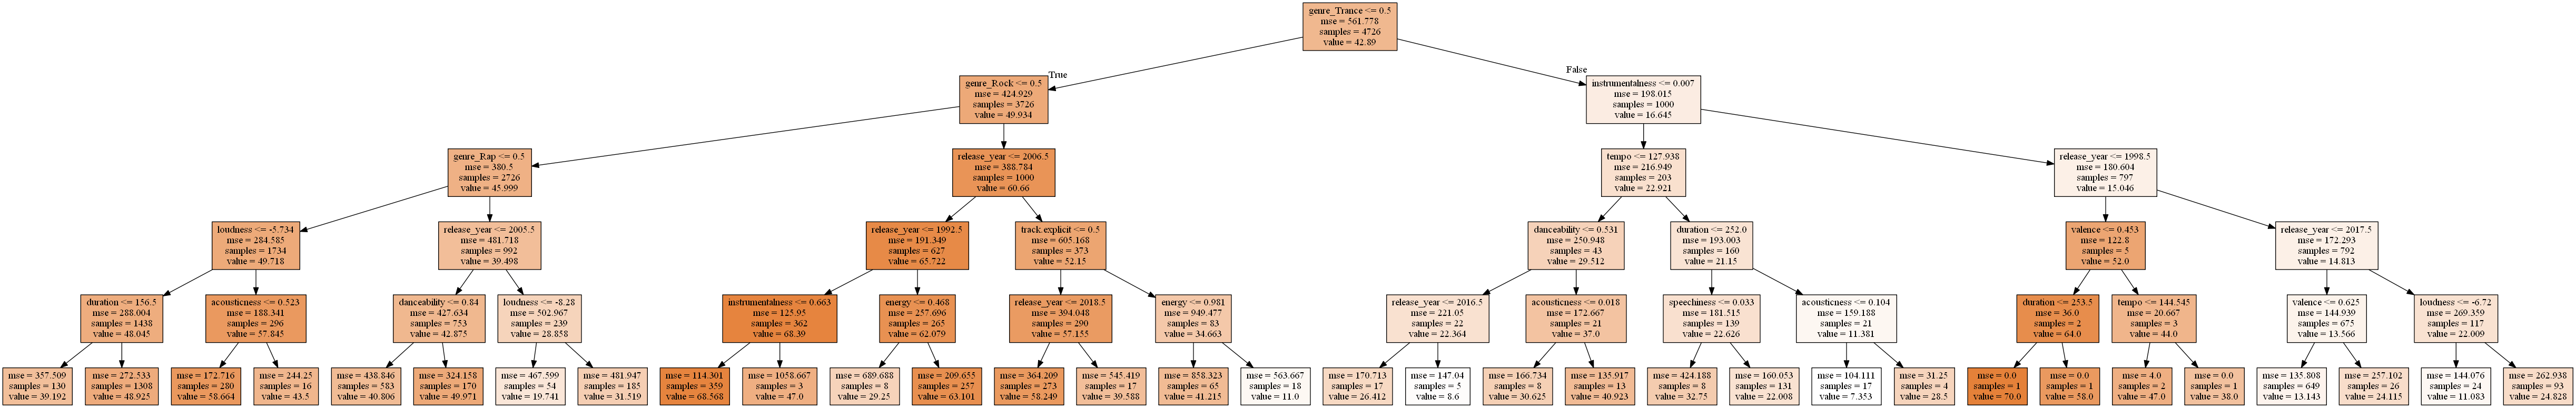 genre_Trance <= 0.5
mse = 561.778
samples = 4726
value = 42.89
True
False
genre_Rock <= 0.5
mse = 424.929
samples = 3726
value = 49.934
instrumentalness <= 0.007
mse = 198.015
samples = 1000
value = 16.645
genre_Rap <= 0.5
mse = 380.5
samples = 2726
value = 45.999
release_year <= 2006.5
mse = 388.784
samples = 1000
value = 60.66
tempo <= 127.938
mse = 216.949
samples = 203
value = 22.921
release_year <= 1998.5
mse = 180.604
samples = 797
value = 15.046
loudness <= -5.734
mse = 284.585
samples = 1734
value = 49.718
release_year <= 2005.5
mse = 481.718
samples = 992
value = 39.498
release_year <= 1992.5
mse = 191.349
samples = 627
value = 65.722
track.explicit <= 0.5
mse = 605.168
samples = 373
value = 52.15
danceability <= 0.531
mse = 250.948
samples = 43
value = 29.512
duration <= 252.0
mse = 193.003
samples = 160
value = 21.15
valence <= 0.453
mse = 122.8
samples = 5
value = 52.0
release_year <= 2017.5
mse = 172.293
samples = 792
value = 14.813
duration <= 156.5
mse = 288.004
samples = 1438
value = 48.045
acousticness <= 0.523
mse = 188.341
samples = 296
value = 57.845
danceability <= 0.84
mse = 427.634
samples = 753
value = 42.875
loudness <= -8.28
mse = 502.967
samples = 239
value = 28.858
instrumentalness <= 0.663
mse = 125.95
samples = 362
value = 68.39
energy <= 0.468
mse = 257.696
samples = 265
value = 62.079
release_year <= 2018.5
mse = 394.048
samples = 290
value = 57.155
energy <= 0.981
mse = 949.477
samples = 83
value = 34.663
release_year <= 2016.5
mse = 221.05
samples = 22
value = 22.364
acousticness <= 0.018
mse = 172.667
samples = 21
value = 37.0
speechiness <= 0.033
mse = 181.515
samples = 139
value = 22.626
acousticness <= 0.104
mse = 159.188
samples = 21
value = 11.381
duration <= 253.5
mse = 36.0
samples = 2
value = 64.0
tempo <= 144.545
mse = 20.667
samples = 3
value = 44.0
valence <= 0.625
mse = 144.939
samples = 675
value = 13.566
loudness <= -6.72
mse = 269.359
samples = 117
value = 22.009
mse = 357.509
samples = 130
value = 39.192
mse = 272.533
samples = 1308
value = 48.925
mse = 172.716
samples = 280
value = 58.664
mse = 244.25
samples = 16
value = 43.5
mse = 438.846
samples = 583
value = 40.806
mse = 324.158
samples = 170
value = 49.971
mse = 467.599
samples = 54
value = 19.741
mse = 481.947
samples = 185
value = 31.519
mse = 114.301
samples = 359
value = 68.568
mse = 1058.667
samples = 3
value = 47.0
mse = 689.688
samples = 8
value = 29.25
mse = 209.655
samples = 257
value = 63.101
mse = 364.209
samples = 273
value = 58.249
mse = 545.419
samples = 17
value = 39.588
mse = 858.323
samples = 65
value = 41.215
mse = 563.667
samples = 18
value = 11.0
mse = 170.713
samples = 17
value = 26.412
mse = 147.04
samples = 5
value = 8.6
mse = 166.734
samples = 8
value = 30.625
mse = 135.917
samples = 13
value = 40.923
mse = 424.188
samples = 8
value = 32.75
mse = 160.053
samples = 131
value = 22.008
mse = 104.111
samples = 17
value = 7.353
mse = 31.25
samples = 4
value = 28.5
mse = 0.0
samples = 1
value = 70.0
mse = 0.0
samples = 1
value = 58.0
mse = 4.0
samples = 2
value = 47.0
mse = 0.0
samples = 1
value = 38.0
mse = 135.808
samples = 649
value = 13.143
mse = 257.102
samples = 26
value = 24.115
mse = 144.076
samples = 24
value = 11.083
mse = 262.938
samples = 93
value = 24.828